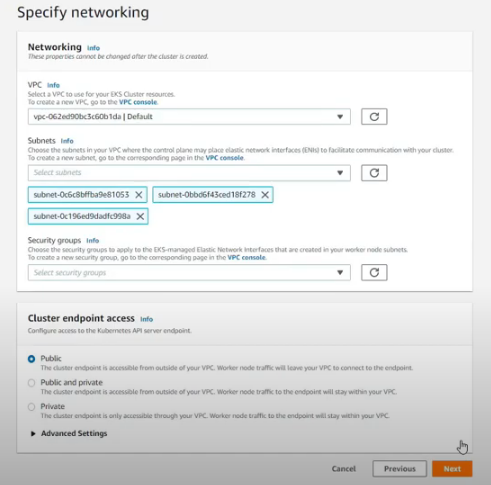 Specify networking
Networking Info
These properties cannot be changed after the cluster is created.
VPC Info
Select a VPC to use for your EKS Cluster resources.
To create a new VPC, go to the VPC console.
vpc-062ed90bc3c60b1da | Default
Subnets Info
Choose the subnets in your VPC where the control plane may place elastic network interfaces (ENIs) to facilitate communication with your cluster.
To create a new subnet, go to the corresponding page in the VPC console.
Select subnets
subnet-0c6c8bffba9e81053 subnet-0bbd6f43ced18f278
subnet-0c196ed9dadfc998a
Security groups Info
Choose the security groups to apply to the EKS-managed Elastic Network Interfaces that are created in your worker node subnets.
To create a new security group, go to the corresponding page in the VPC console.
Select security groups
Cluster endpoint access Info
Configure access to the Kubernetes API server endpoint.
Public
The cluster endpoint is accessible from outside of your VPC. Worker node traffic will leave your VPC to connect to the endpoint.
Public and private
The cluster endpoint is accessible from outside of your VPC. Worker node traffic to the endpoint will stay within your VPC.
Private
The cluster endpoint is only accessible through your VPC. Worker node traffic to the endpoint will stay within your VPC.
Advanced Settings
Cancel Previous Next